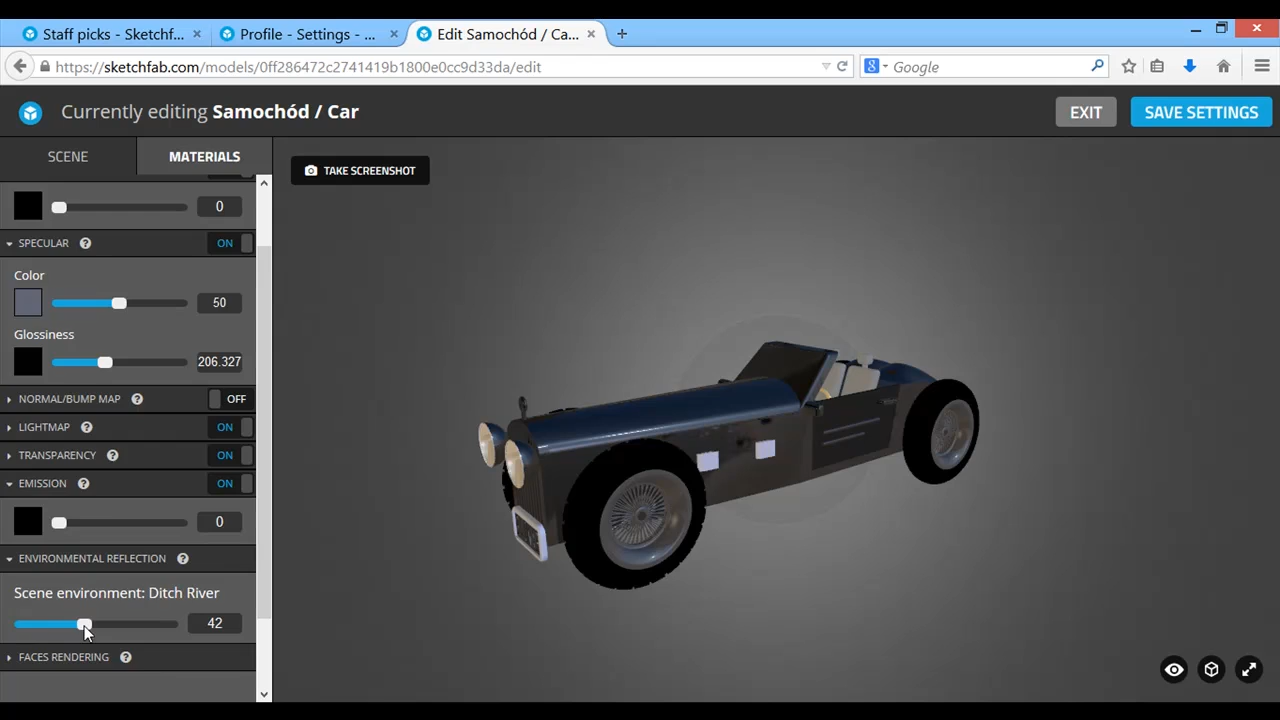 Staff picks - Sketchf...
Profile - Settings - ...
Edit Samochód / Ca...
https://sketchfab.com/models/0ff286472c2741419b1800e0cc9d33da/edit
Google
Currently editing Samochód / Car
EXIT
SAVE SETTINGS
SCENE
MATERIALS
TAKE SCREENSHOT
0
SPECULAR ? ON
Color
50
Glossiness
206.327
NORMAL/BUMP MAP ? OFF
LIGHTMAP ? ON
TRANSPARENCY ? ON
EMISSION ? ON
0
ENVIRONMENTAL REFLECTION ?
Scene environment: Ditch River
42
FACES RENDERING ?